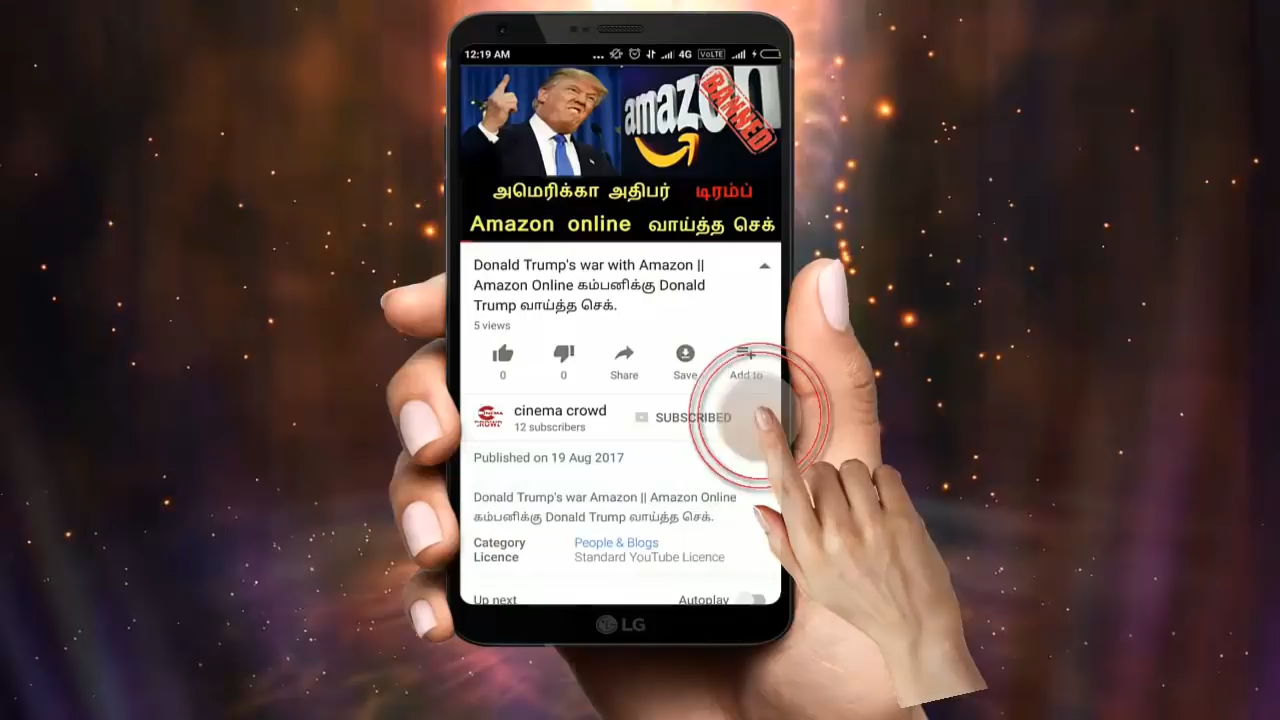 12:19 AM
4G VoLTE
amazon
BANNED
அமெரிக்கா அதிபர் டிரம்ப்
Amazon online வாய்த்த செக்
Donald Trump's war with Amazon ||
Amazon Online கம்பனிக்கு Donald
Trump வாய்த்த செக்.
5 views
0 0 Share Save Add to
CINEMA CROWD
cinema crowd
SUBSCRIBED
12 subscribers
Published on 19 Aug 2017
Donald Trump's war Amazon || Amazon Online
கம்பனிக்கு Donald Trump வாய்த்த செக்.
Category People & Blogs
Licence Standard YouTube Licence
Up next Autoplay
LG